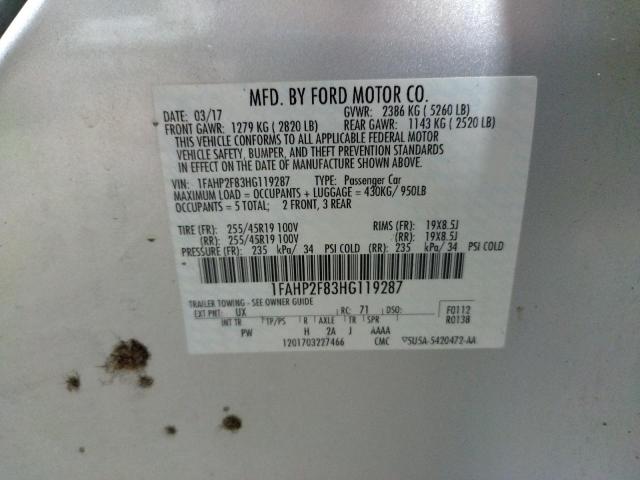 MFD. BY FORD MOTOR CO.
DATE: 03/17 GVWR: 2386 KG ( 5260 LB)
FRONT GAWR: 1279 KG ( 2820 LB) REAR GAWR: 1143 KG ( 2520 LB)
THIS VEHICLE CONFORMS TO ALL APPLICABLE FEDERAL MOTOR
VEHICLE SAFETY, BUMPER, AND THEFT PREVENTION STANDARDS
IN EFFECT ON THE DATE OF MANUFACTURE SHOWN ABOVE.
VIN: 1FAHP2F83HG119287 TYPE: Passenger Car
MAXIMUM LOAD = OCCUPANTS + LUGGAGE = 430KG/ 950LB
OCCUPANTS = 5 TOTAL; 2 FRONT, 3 REAR
TIRE (FR): 255/45R19 100V RIMS (FR): 19X8.5J
(RR): 255/45R19 100V (RR): 19X8.5J
PRESSURE (FR): 235 kPa/ 34 PSI COLD (RR): 235 kPa/ 34 PSI COLD
1FAHP2F83HG119287
TRAILER TOWING - SEE OWNER GUIDE
EXT PNT: UX RC: 71 DSO: F0112
INT TR TP/PS R AXLE TR SPR R0138
PW H 2A J AAAA
1201703227466 CMC 5U5A-5420472-AA